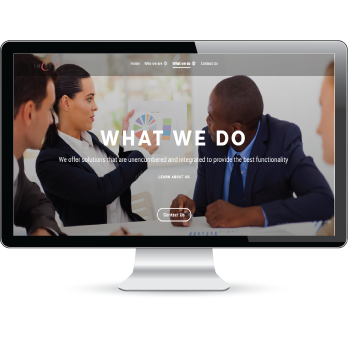 Home Who we are What we do Contact Us
WHAT WE DO
We offer solutions that are unencumbered and integrated to provide the best functionality
LEARN ABOUT US
Contact Us